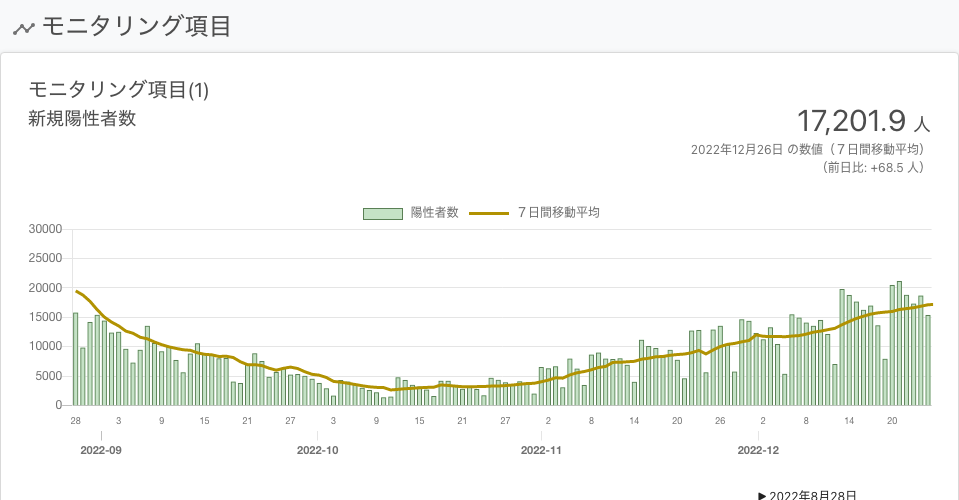 モニタリング項目
モニタリング項目(1)
新規陽性者数
17,201.9 人
2022年12月26日 の数値（７日間移動平均）
（前日比: +68.5 人）
陽性者数 ７日間移動平均
30000
25000
20000
15000
10000
5000
0
28 3 9 15 21 27 3 9 15 21 27 2 8 14 20 26 2 8 14 20
2022-09 2022-10 2022-11 2022-12
▶ 2022年8月28日